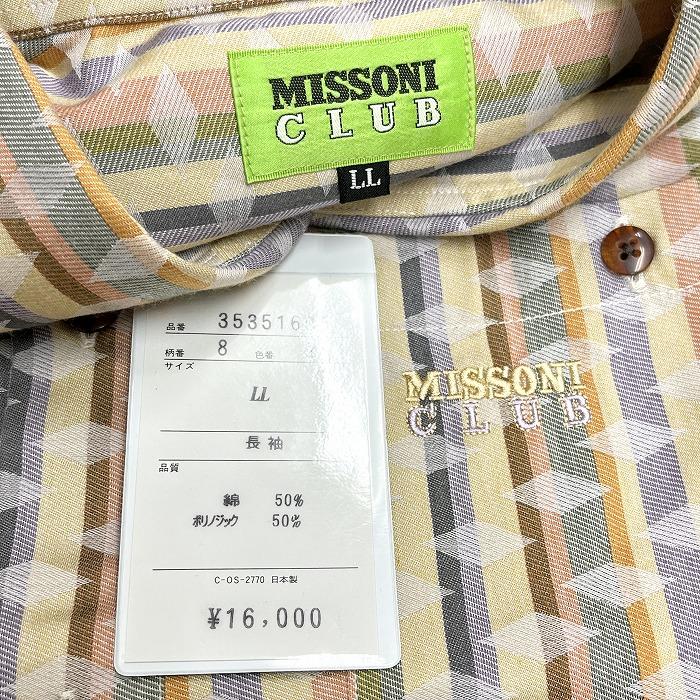 MISSONI
CLUB
LL
品番 353516
柄番 8 色番
サイズ
LL
長袖
品質
綿 50%
ポリノジック 50%
C-OS-2770 日本製
¥16,000
MISSONI
CLUB